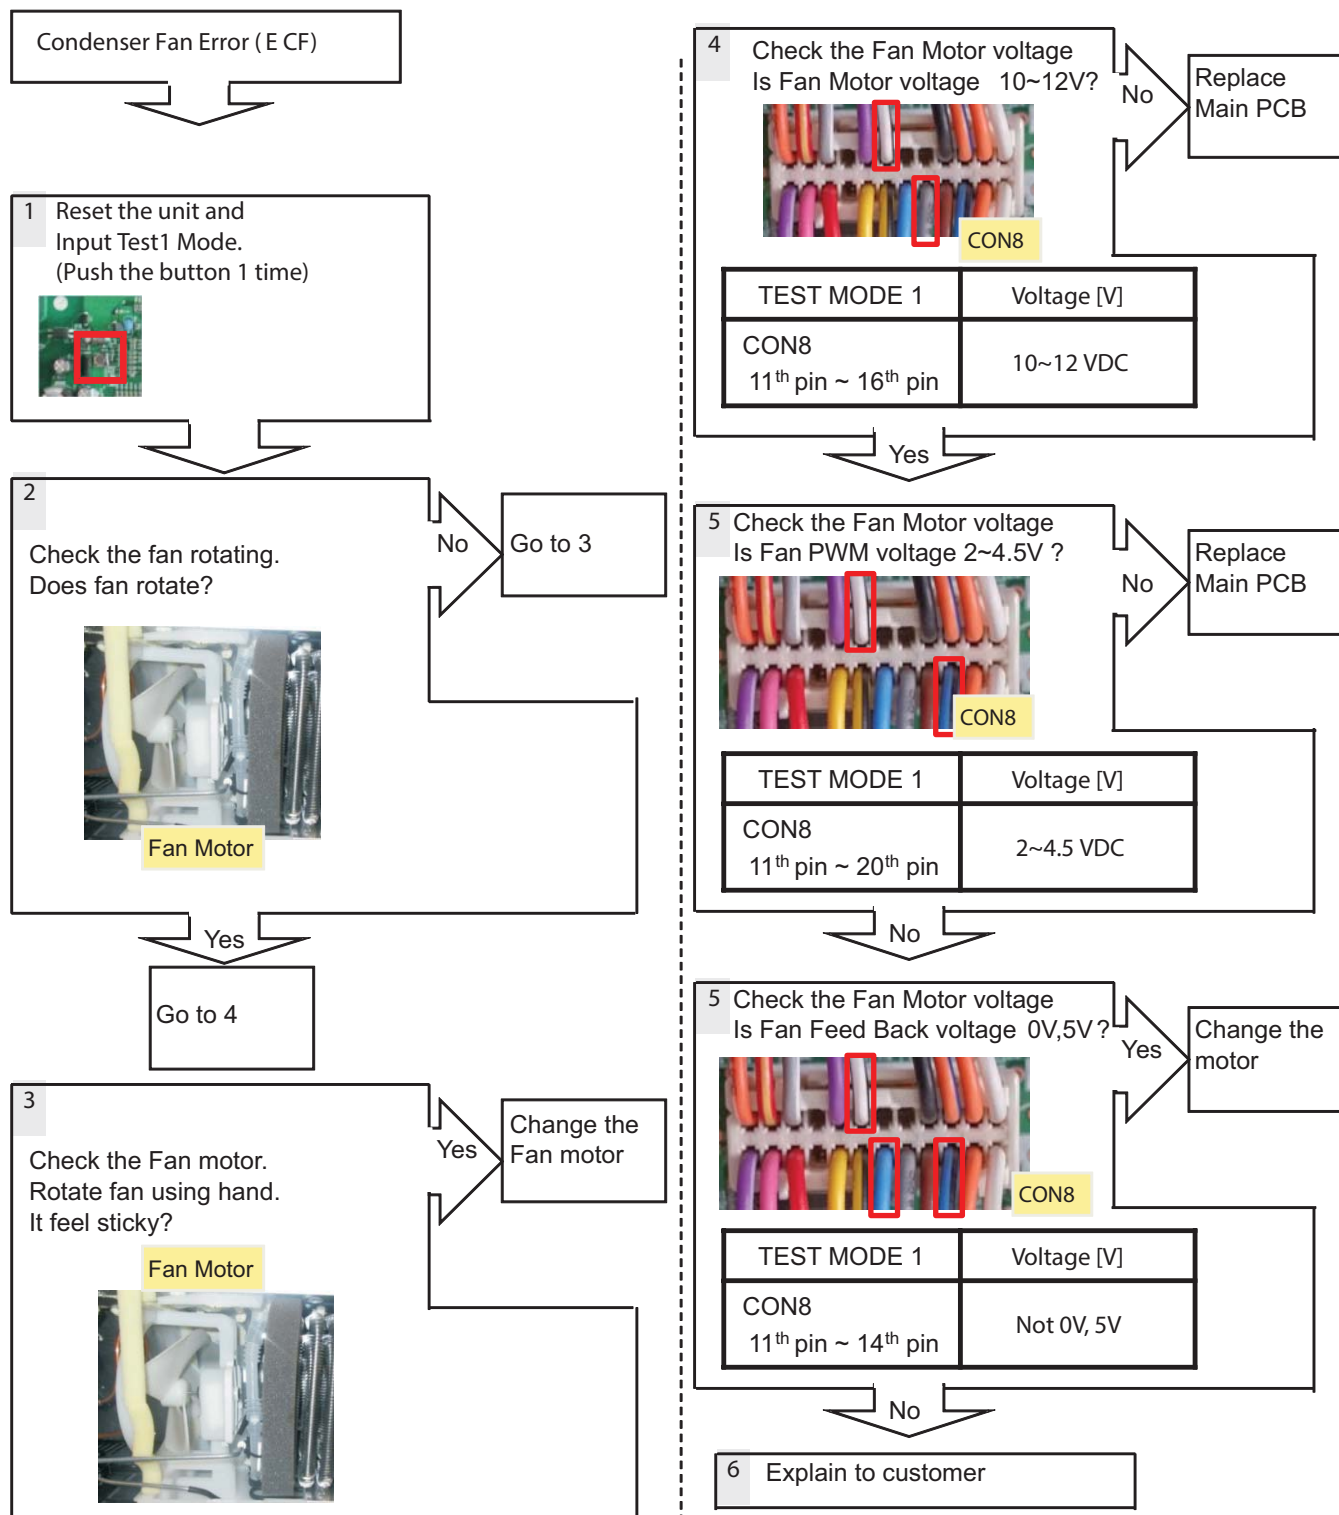 Condenser Fan Error ( E CF)
1 Reset the unit and
Input Test1 Mode.
(Push the button 1 time)
2
Check the fan rotating.
Does fan rotate?
No
Go to 3
Fan Motor
Yes
Go to 4
3
Check the Fan motor.
Rotate fan using hand.
It feel sticky?
Yes
Change the
Fan motor
Fan Motor
4 Check the Fan Motor voltage
Is Fan Motor voltage 10~12V?
No
Replace
Main PCB
CON8
TEST MODE 1 Voltage [V]
CON8
11th pin ~ 16th pin
10~12 VDC
Yes
5 Check the Fan Motor voltage
Is Fan PWM voltage 2~4.5V ?
No
Replace
Main PCB
CON8
TEST MODE 1 Voltage [V]
CON8
11th pin ~ 20th pin
2~4.5 VDC
No
5 Check the Fan Motor voltage
Is Fan Feed Back voltage 0V,5V ?
Yes
Change the
motor
CON8
TEST MODE 1 Voltage [V]
CON8
11th pin ~ 14th pin
Not 0V, 5V
No
6 Explain to customer